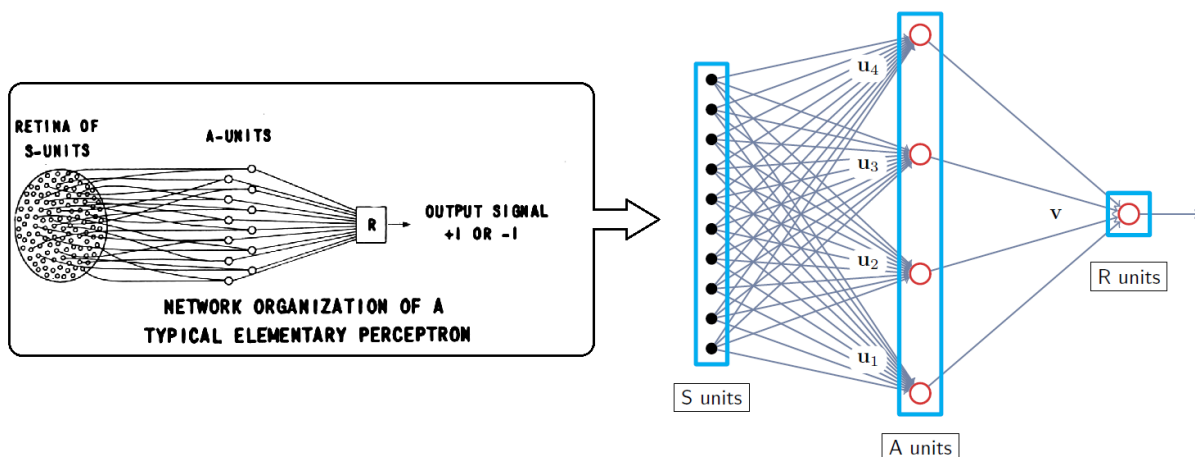 RETINA OF
S-UNITS
A-UNITS
R
OUTPUT SIGNAL
+1 OR -1
NETWORK ORGANIZATION OF A
TYPICAL ELEMENTARY PERCEPTRON
u4
u3
u2
u1
v
S units
A units
R units